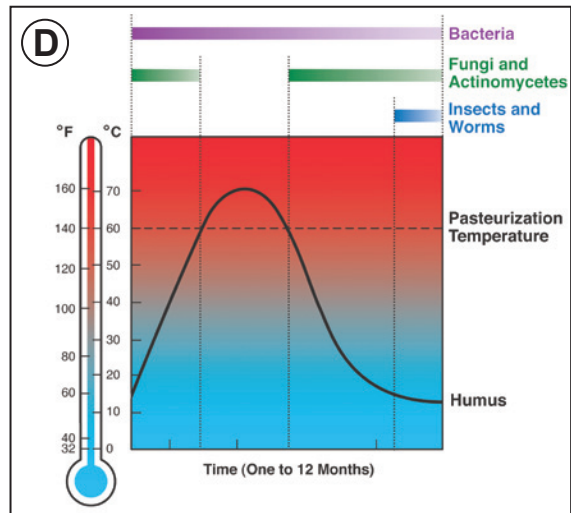 D
Bacteria
Fungi and
Actinomycetes
Insects and
Worms
°F
°C
160
70
140
60
Pasteurization
Temperature
120
50
100
40
30
80
20
60
10
Humus
40
32
0
Time (One to 12 Months)